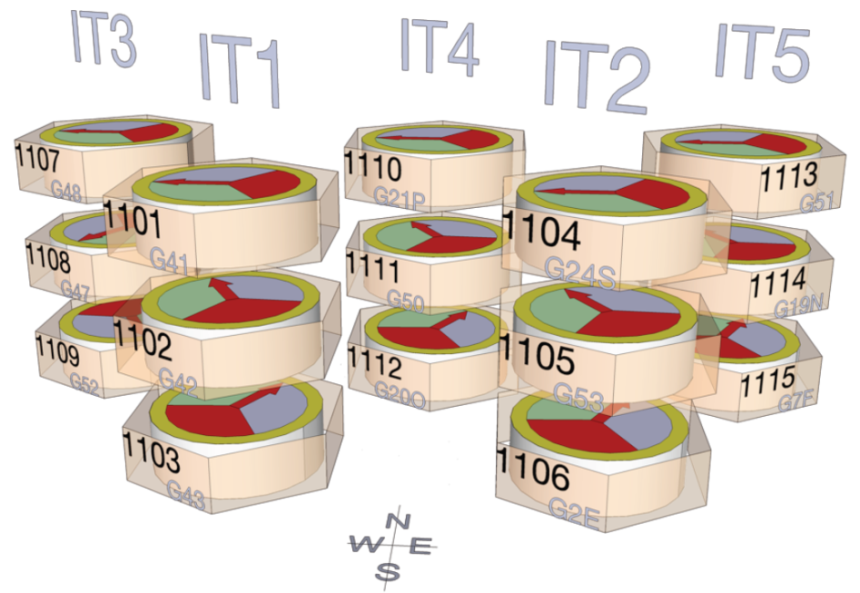 IT3
IT1
IT4
IT2
IT5
1107
G48
1110
G21P
1113
G51
1101
G41
1104
G24S
1108
G47
1111
G50
1114
G19N
1109
G52
1102
G42
1112
G20O
1105
G53
1115
G7F
1103
G43
1106
G2E
N
W E
S